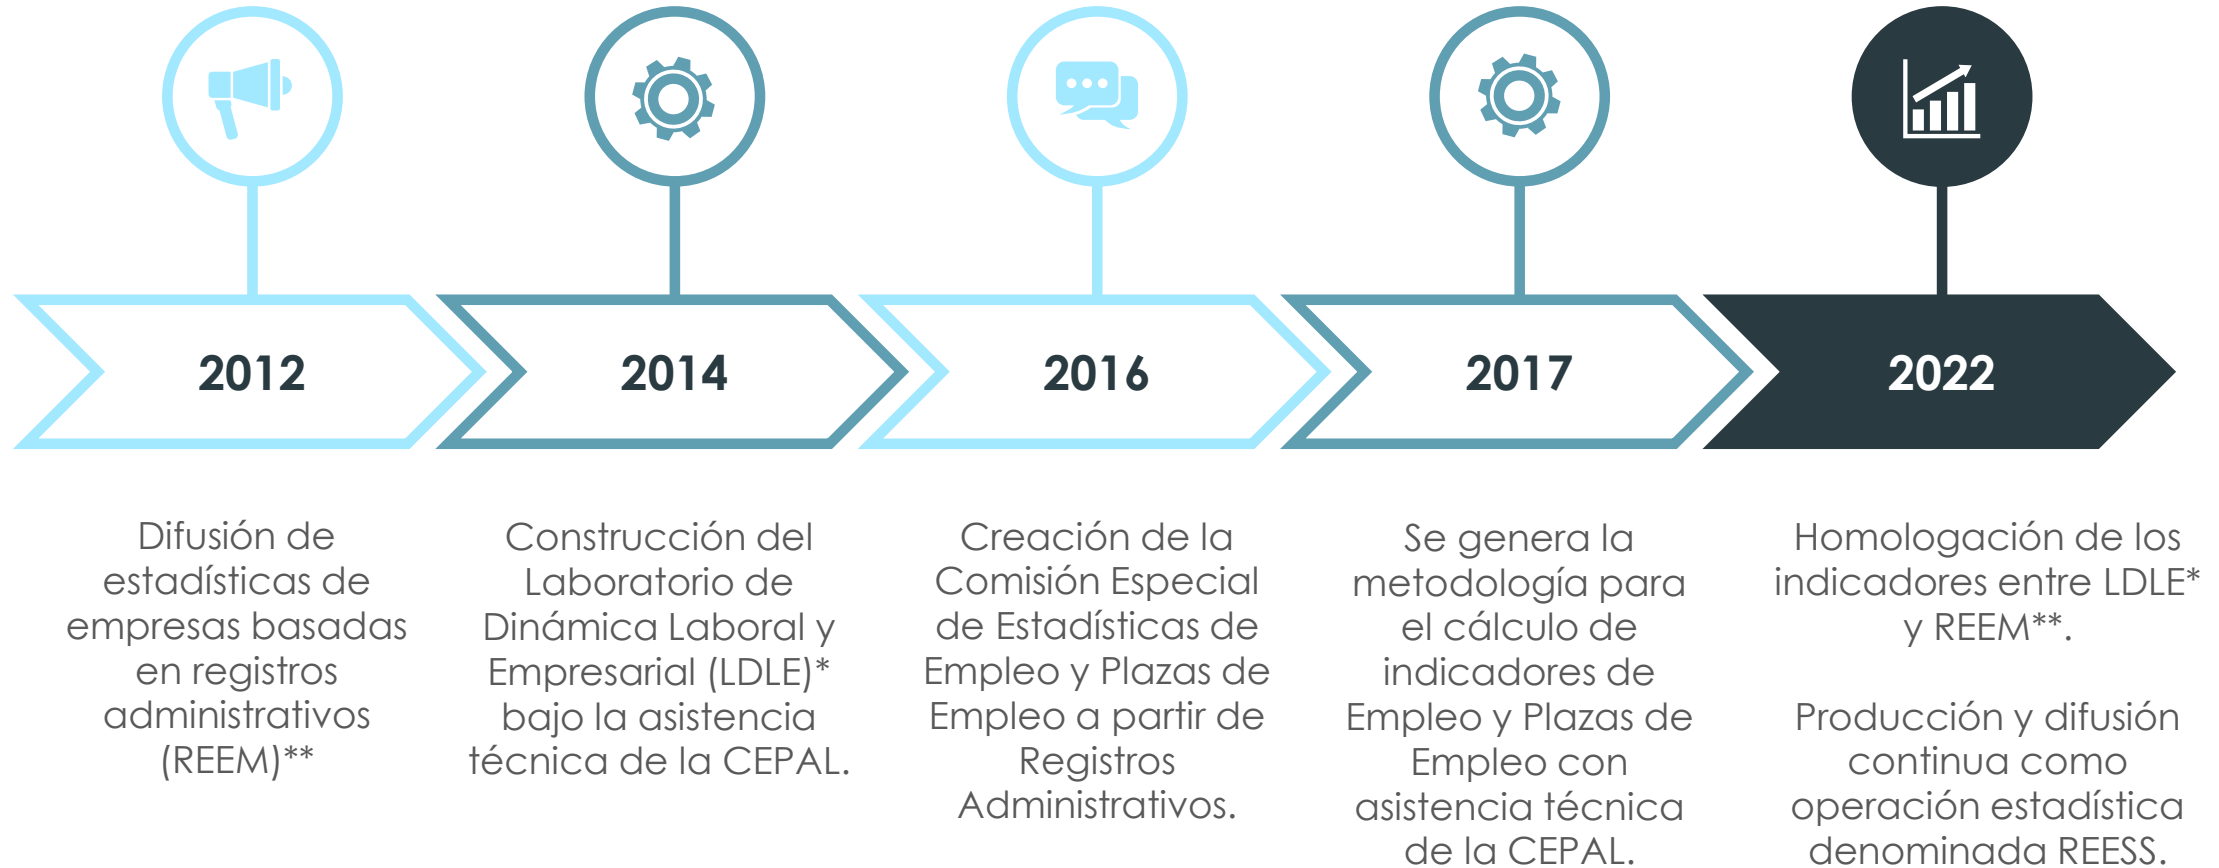 2012
2014
2016
2017
2022
Difusión de
estadísticas de
empresas basadas
en registros
administrativos
(REEM)**
Construcción del
Laboratorio de
Dinámica Laboral y
Empresarial (LDLE)*
bajo la asistencia
técnica de la CEPAL.
Creación de la
Comisión Especial
de Estadísticas de
Empleo y Plazas de
Empleo a partir de
Registros
Administrativos.
Se genera la
metodología para
el cálculo de
indicadores de
Empleo y Plazas de
Empleo con
asistencia técnica
de la CEPAL.
Homologación de los
indicadores entre LDLE*
y REEM**.
Producción y difusión
continua como
operación estadística
denominada REESS.